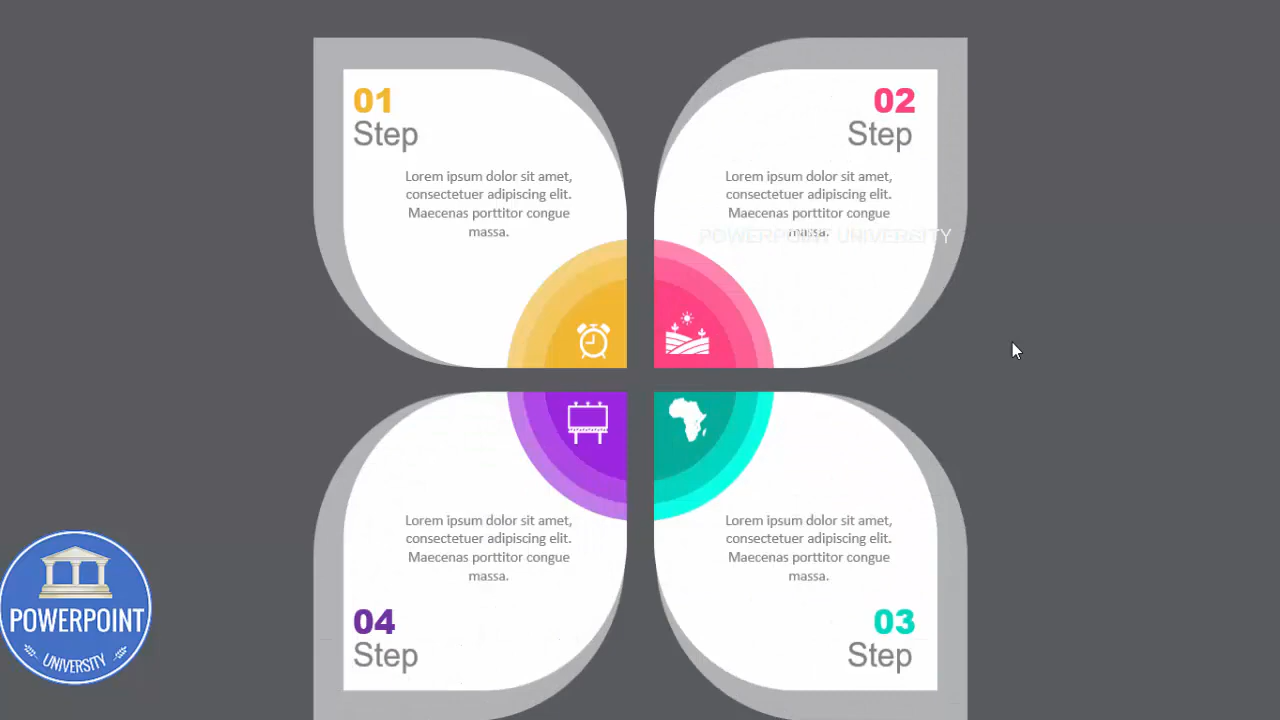 01
Step
Lorem ipsum dolor sit amet,
consectetuer adipiscing elit.
Maecenas porttitor congue
massa.
02
Step
Lorem ipsum dolor sit amet,
consectetuer adipiscing elit.
Maecenas porttitor congue
massa.
POWERPOINT UNIVERSITY
Lorem ipsum dolor sit amet,
consectetuer adipiscing elit.
Maecenas porttitor congue
massa.
04
Step
Lorem ipsum dolor sit amet,
consectetuer adipiscing elit.
Maecenas porttitor congue
massa.
03
Step
POWERPOINT
UNIVERSITY